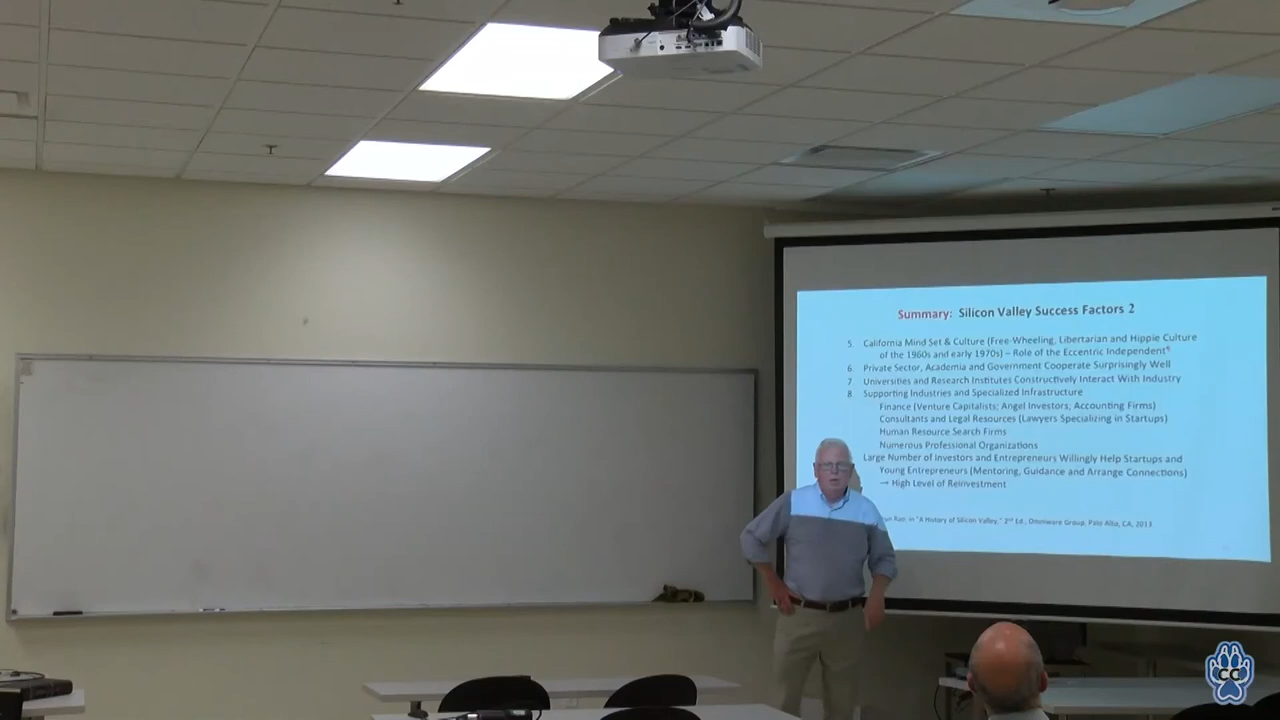 Summary: Silicon Valley Success Factors 2
5. California Mind Set & Culture (Free-Wheeling, Libertarian and Hippie Culture
of the 1960s and early 1970s) – Role of the Eccentric Independent¶
6. Private Sector, Academia and Government Cooperate Surprisingly Well
7. Universities and Research Institutes Constructively Interact With Industry
8. Supporting Industries and Specialized Infrastructure
Finance (Venture Capitalists; Angel Investors, Accounting Firms)
Consultants and Legal Resources (Lawyers Specializing in Startups)
Human Resource Search Firms
Numerous Professional Organizations
Large Number of Investors and Entrepreneurs Willingly Help Startups and
Young Entrepreneurs (Mentoring, Guidance and Arrange Connections)
→ High Level of Reinvestment
Rao, in "A History of Silicon Valley," 2nd Ed., Omniware Group, Palo Alta, CA, 2013
CC